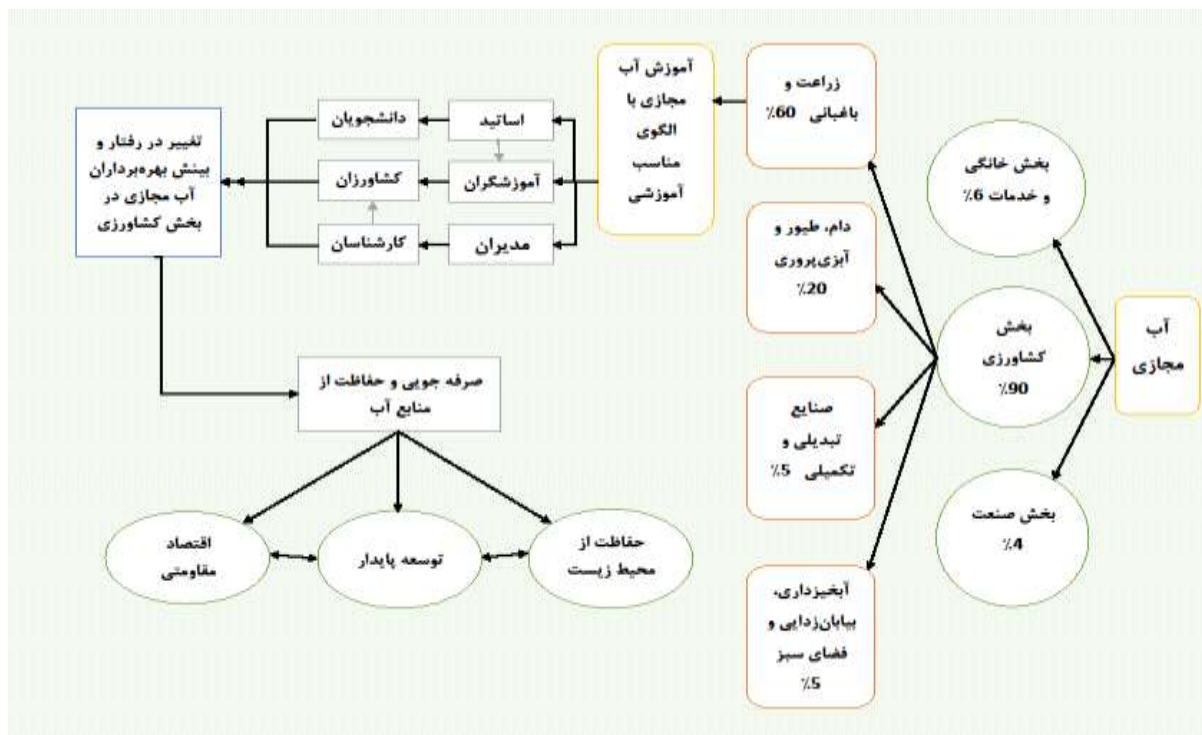 آب
مجازی
بخش خانگی
و خدمات 6%
بخش
کشاورزی
90%
بخش صنعت
4%
زراعت و
باغبانی 60%
دام، طیور و
آبزی‌پروری
20%
صنایع
تبدیلی و
تکمیلی 5%
آبخیزداری،
بیابان‌زدایی و
فضای سبز
5%
آموزش آب
مجازی با
الگوی
مناسب
آموزشی
اساتید
آموزشگران
مدیران
دانشجویان
کشاورزان
کارشناسان
تغییر در رفتار و
بینش بهره‌برداران
آب مجازی در
بخش کشاورزی
صرفه جویی و حفاظت از
منابع آب
حفاظت از
محیط زیست
توسعه پایدار
اقتصاد
مقاومتی